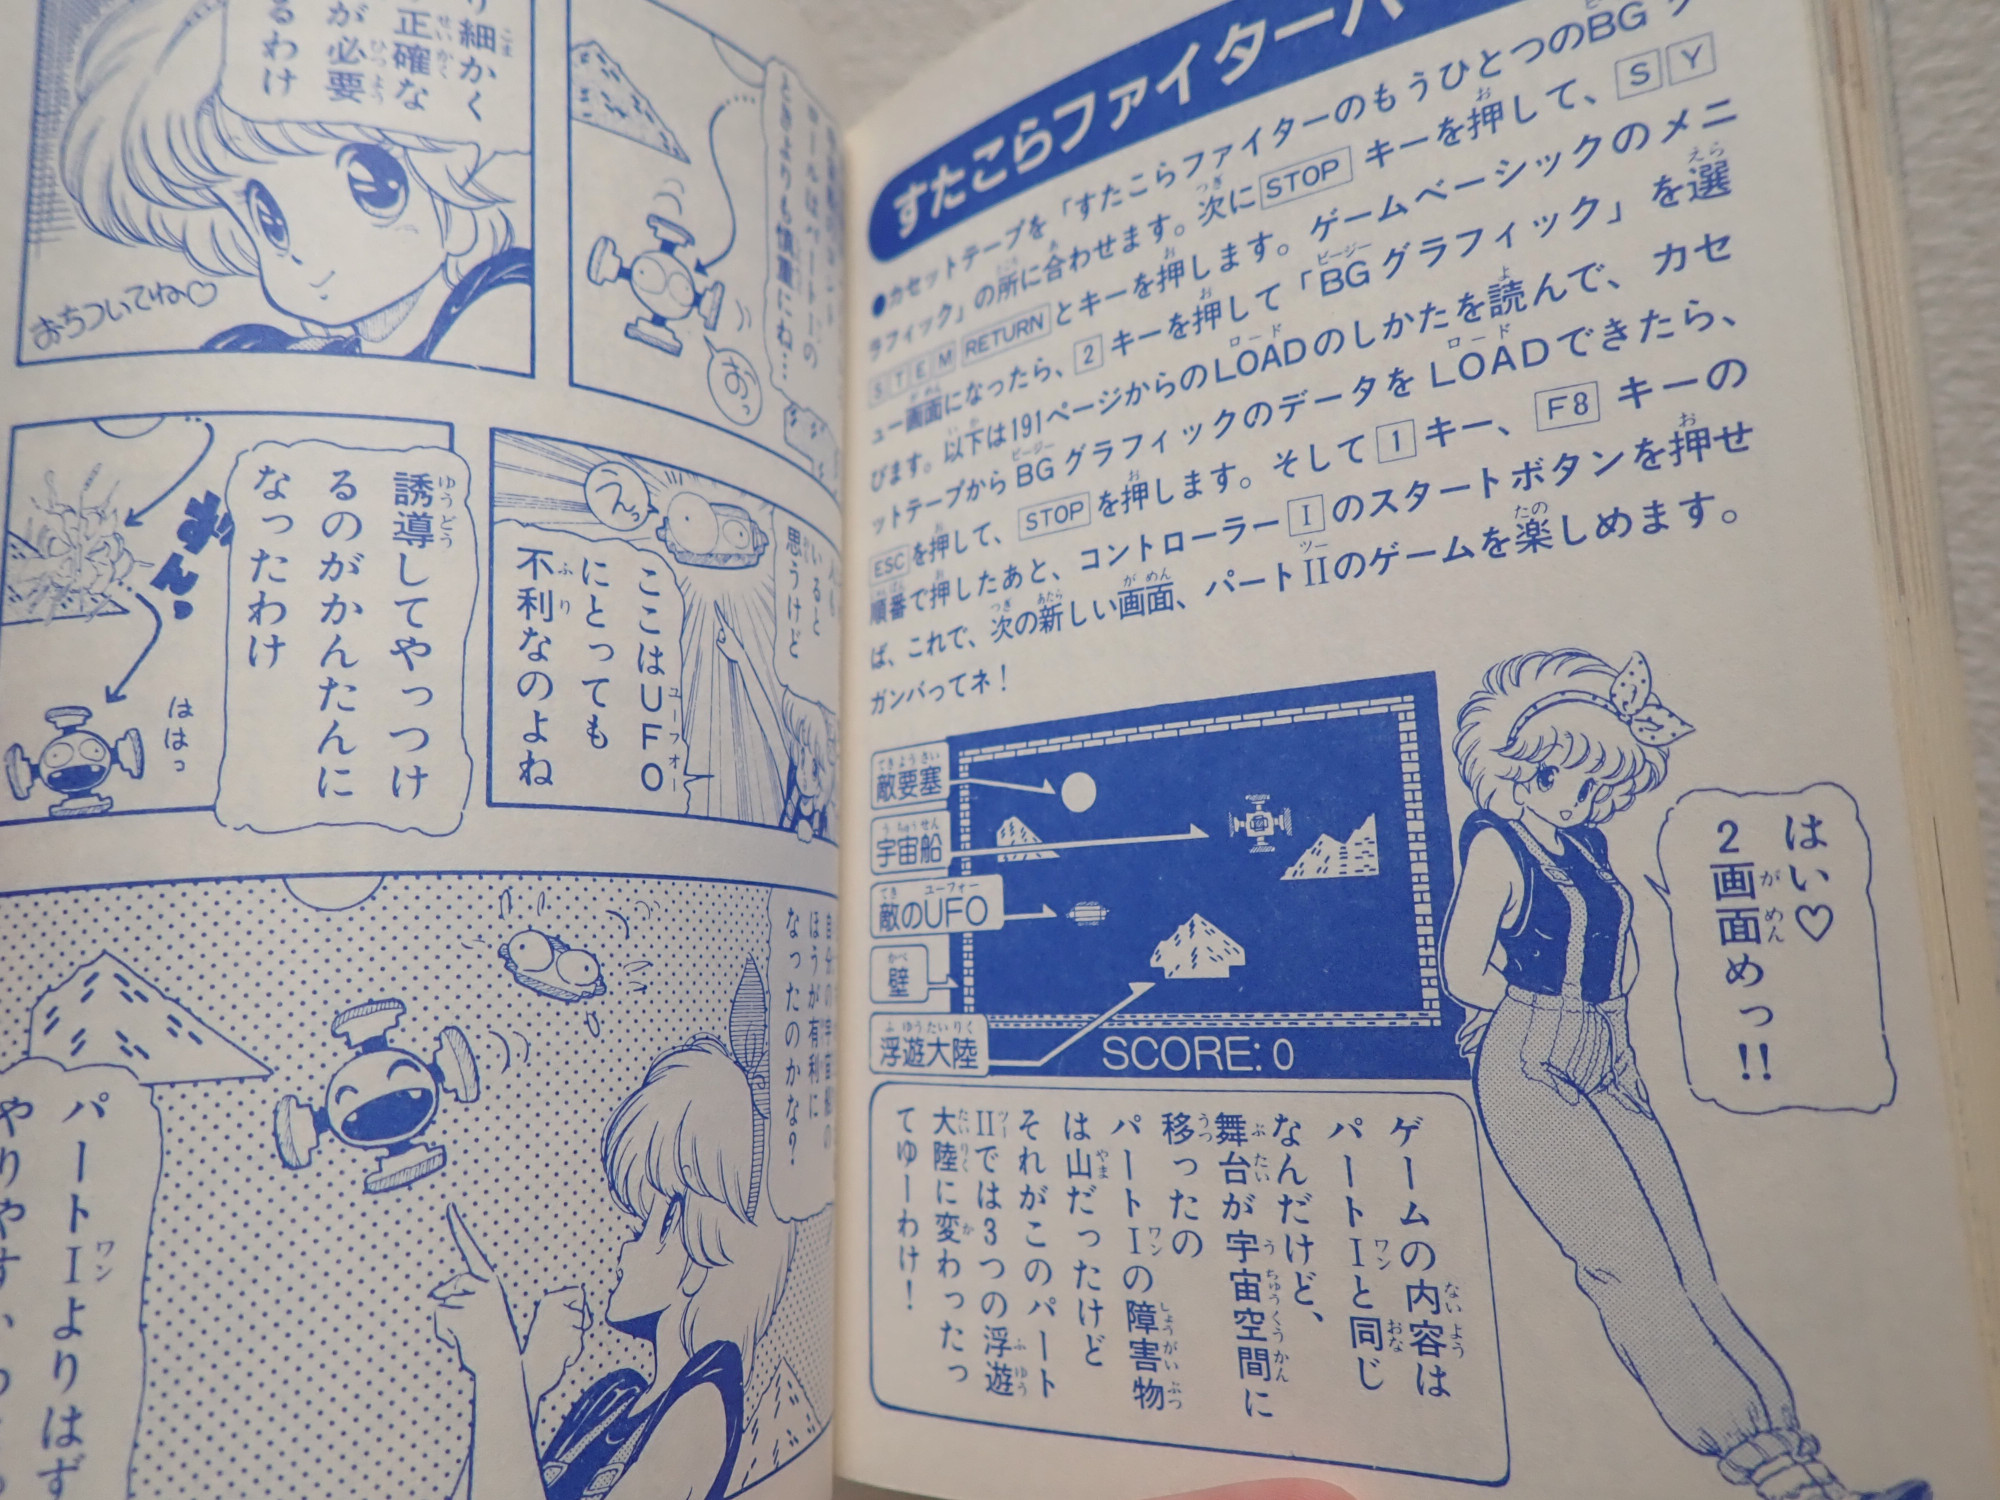 り細かく
正確な
が必要
るわけ
おちついてね♡
ときよりも慎重にね…
おっ
誘導してやっつけ
るのがかんたんに
なったわけ
ははっ
うんっ
いると
思うけど
ここはUFO
にとっても
不利なのよね
ほうが有利に
なったのかな?
パートIよりはず
すたこらファイターパ
●カセットテープを「すたこらファイターのもうひとつのBGグ
ラフィック」の所に合わせます。次にSTOPキーを押して、SY
STEM RETURNとキーを押します。ゲームベーシックのメニ
ュー画面になったら、2キーを押して「BGグラフィック」を選
びます。以下は191ページからのLOADのしかたを読んで、カセ
ットテープからBGグラフィックのデータをLOADできたら、
ESCを押して、STOPを押します。そして1キー、F8キーの
順番で押したあと、コントローラーIのスタートボタンを押せ
ば、これで、次の新しい画面、パートIIのゲームを楽しめます。
ガンバってネ!
敵要塞
宇宙船
敵のUFO
壁
浮遊大陸
SCORE: 0
はい♡
2画面めっ!!
ゲームの内容は
パートIと同じ
なんだけど、
舞台が宇宙空間に
移ったの
パートIの障害物
は山だったけど
それがこのパート
IIでは3つの浮遊
大陸に変わったっ
てゆーわけ!